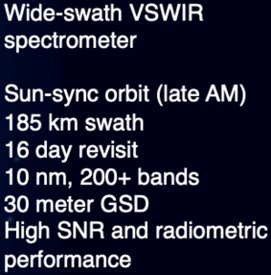 Wide-swath VSWIR
spectrometer
Sun-sync orbit (late AM)
185 km swath
16 day revisit
10 nm, 200+ bands
30 meter GSD
High SNR and radiometric
performance